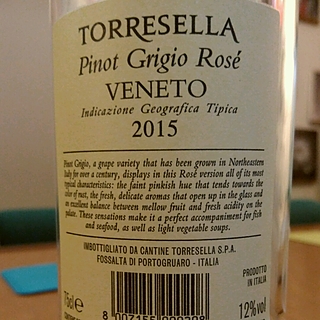 TORRESELLA
Pinot Grigio Rosé
VENETO
Indicazione Geografica Tipica
2015
Pinot Grigio, a grape variety that has been grown in Northeastern
Italy for over a century, displays in this Rosé version all of its most
typical characteristics: the faint pinkish hue that tends towards the
color of rust, the fresh, delicate aromas that open up in the glass and
an excellent balance between mellow fruit and fresh acidity on the
palate. These sensations make it a perfect accompaniment for fish
and seafood, as well as light vegetable soups.
IMBOTTIGLIATO DA CANTINE TORRESELLA S.P.A.
FOSSALTA DI PORTOGRUARO - ITALIA
PRODOTTO
IN ITALIA
75cl e
12%vol